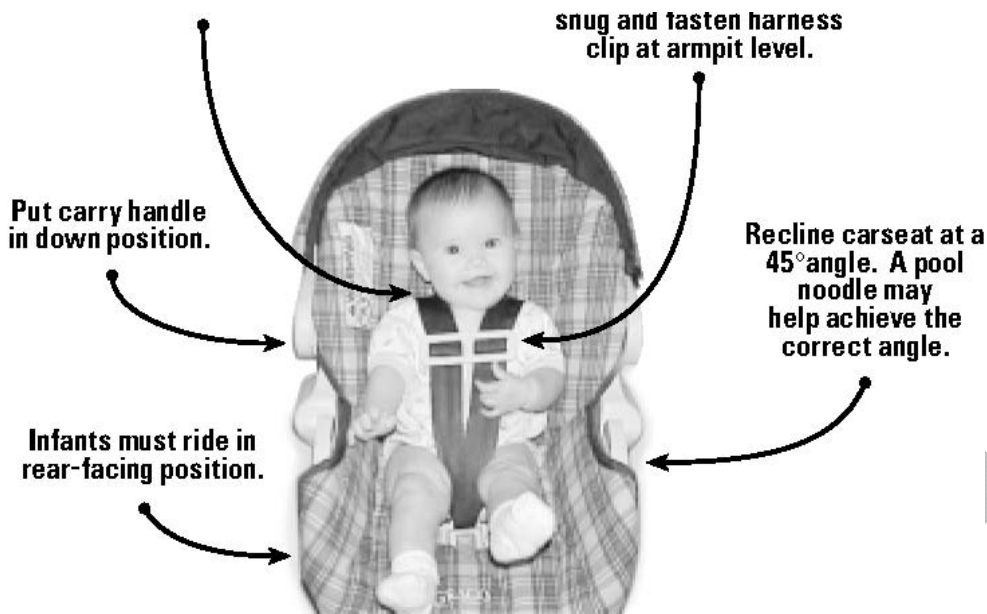 snug and fasten harness
clip at armpit level.
Put carry handle
in down position.
Recline carseat at a
45°angle. A pool
noodle may
help achieve the
correct angle.
Infants must ride in
rear-facing position.
GRACO